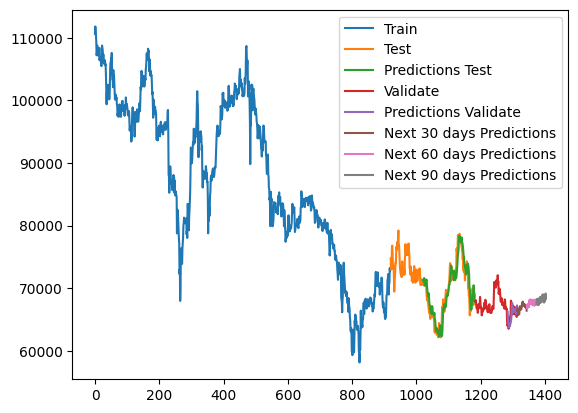 110000
100000
90000
80000
70000
60000
0
200
400
600
800
1000
1200
1400
Train
Test
Predictions Test
Validate
Predictions Validate
Next 30 days Predictions
Next 60 days Predictions
Next 90 days Predictions